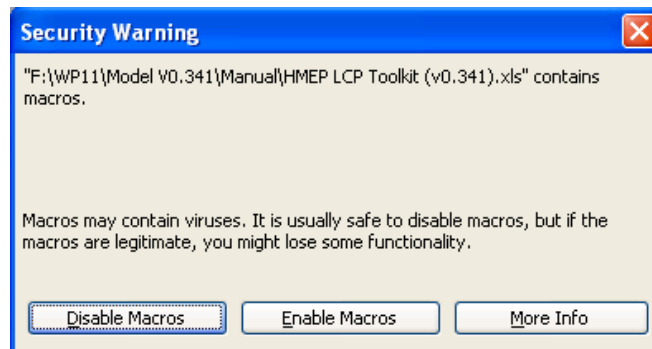 Security Warning
"F:\WP11\Model V0.341\Manual\HMEP LCP Toolkit (v0.341).xls" contains
macros.
Macros may contain viruses. It is usually safe to disable macros, but if the
macros are legitimate, you might lose some functionality.
Disable Macros Enable Macros More Info